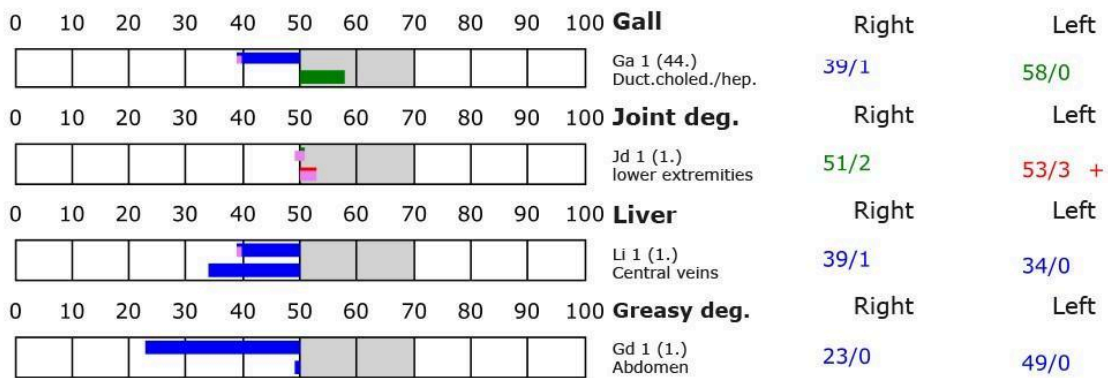 0 10 20 30 40 50 60 70 80 90 100 Gall Right Left
Ga 1 (44.) 39/1 58/0
Duct.choled./hep.
0 10 20 30 40 50 60 70 80 90 100 Joint deg. Right Left
Jd 1 (1.) 51/2 53/3 +
lower extremities
0 10 20 30 40 50 60 70 80 90 100 Liver Right Left
Li 1 (1.) 39/1 34/0
Central veins
0 10 20 30 40 50 60 70 80 90 100 Greasy deg. Right Left
Gd 1 (1.) 23/0 49/0
Abdomen